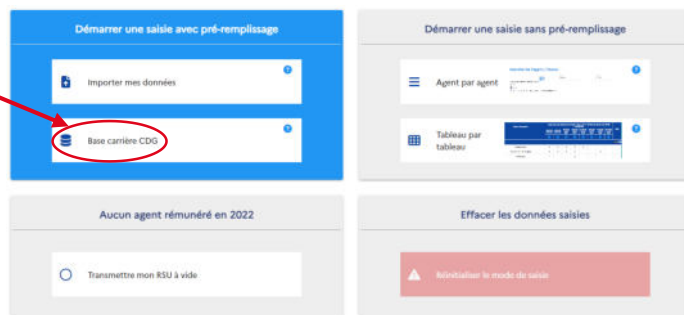 Démarrer une saisie avec pré-remplissage
Importer mes données
?
Base carrière CDG
?
Démarrer une saisie sans pré-remplissage
Agent par agent
?
Tableau par
tableau
?
Aucun agent rémunéré en 2022
Transmettre mon RSU à vide
Effacer les données saisies
Réinitialiser le mode de saisie